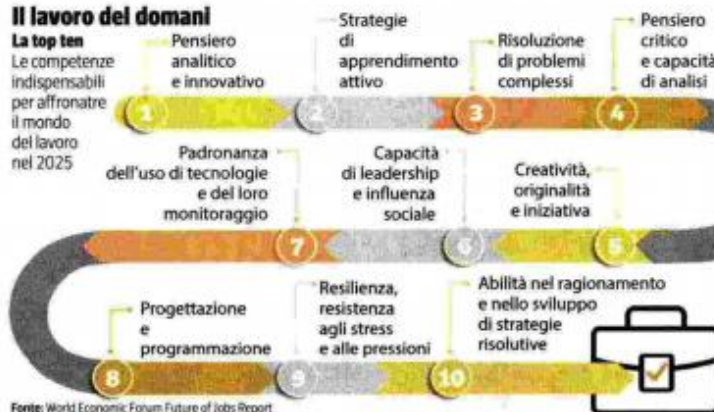 Il lavoro del domani
La top ten
Le competenze
indispensabili
per affronatre
il mondo
del lavoro
nel 2025
1
Pensiero
analitico
e innovativo
2
Strategie
di
apprendimento
attivo
3
Risoluzione
di problemi
complessi
4
Pensiero
critico
e capacità
di analisi
5
Creatività,
originalità
e iniziativa
6
Capacità
di leadership
e influenza
sociale
7
Padronanza
dell'uso di tecnologie
e del loro
monitoraggio
8
Progettazione
e
programmazione
9
Resilienza,
resistenza
agli stress
e alle pressioni
10
Abilità nel ragionamento
e nello sviluppo
di strategie
risolutive
Fonte: World Economic Forum Future of Jobs Report